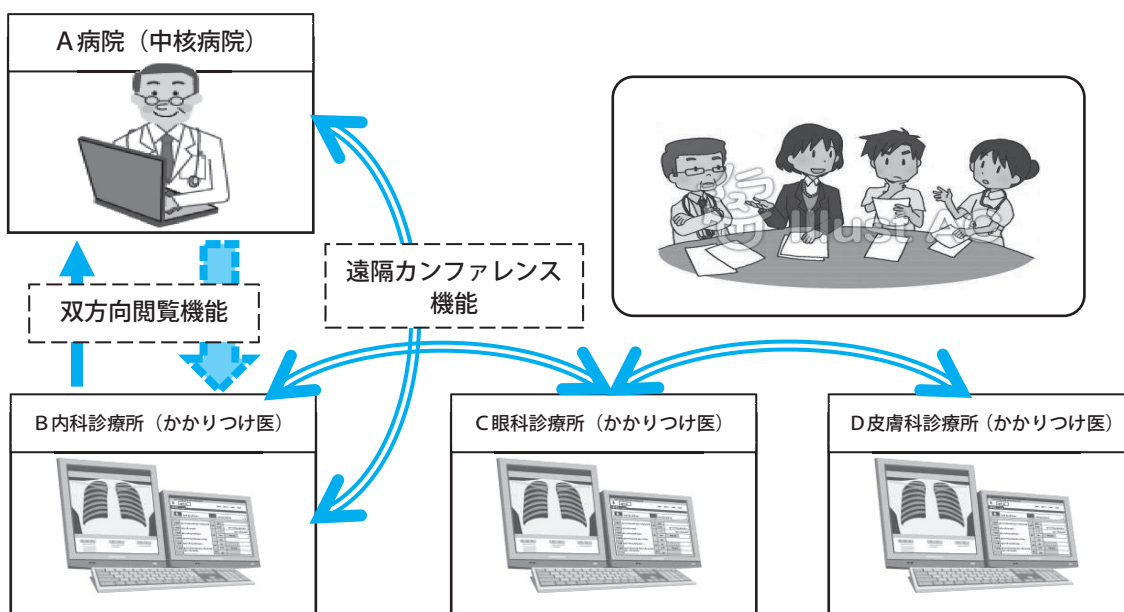 A病院（中核病院）
遠隔カンファレンス
機能
双方向閲覧機能
B内科診療所（かかりつけ医）
C眼科診療所（かかりつけ医）
D皮膚科診療所（かかりつけ医）